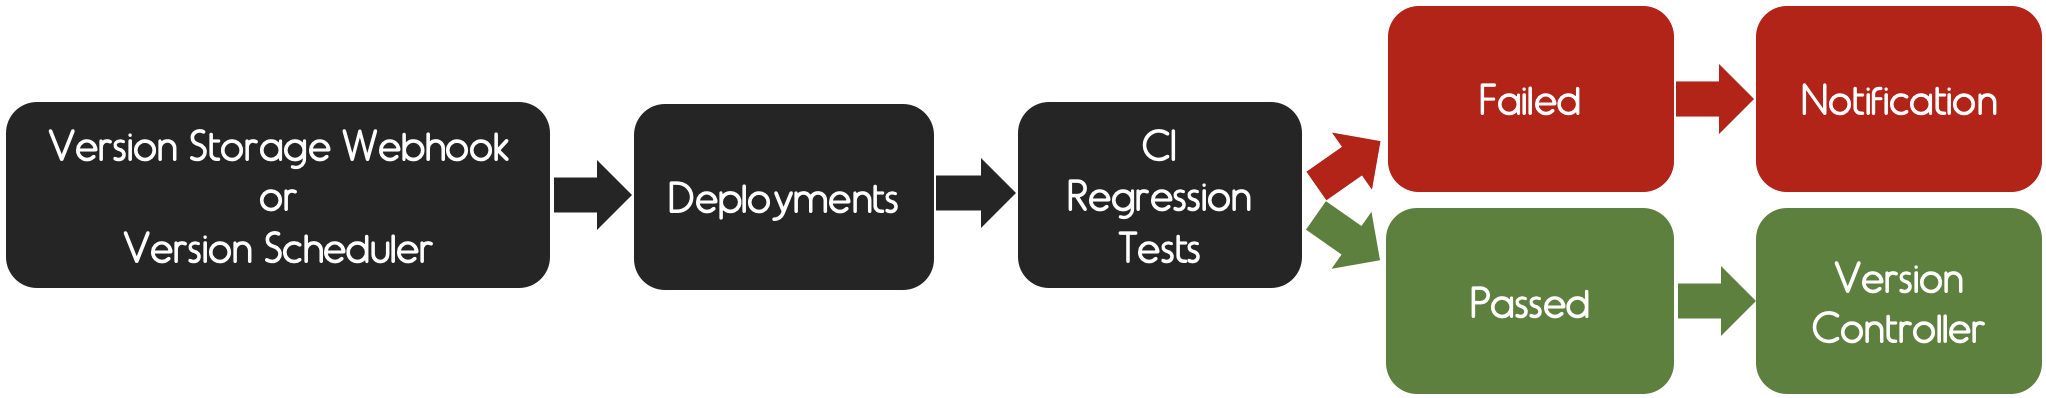 Version Storage Webhook
or
Version Scheduler
Deployments
CI
Regression
Tests
Failed
Notification
Passed
Version
Controller